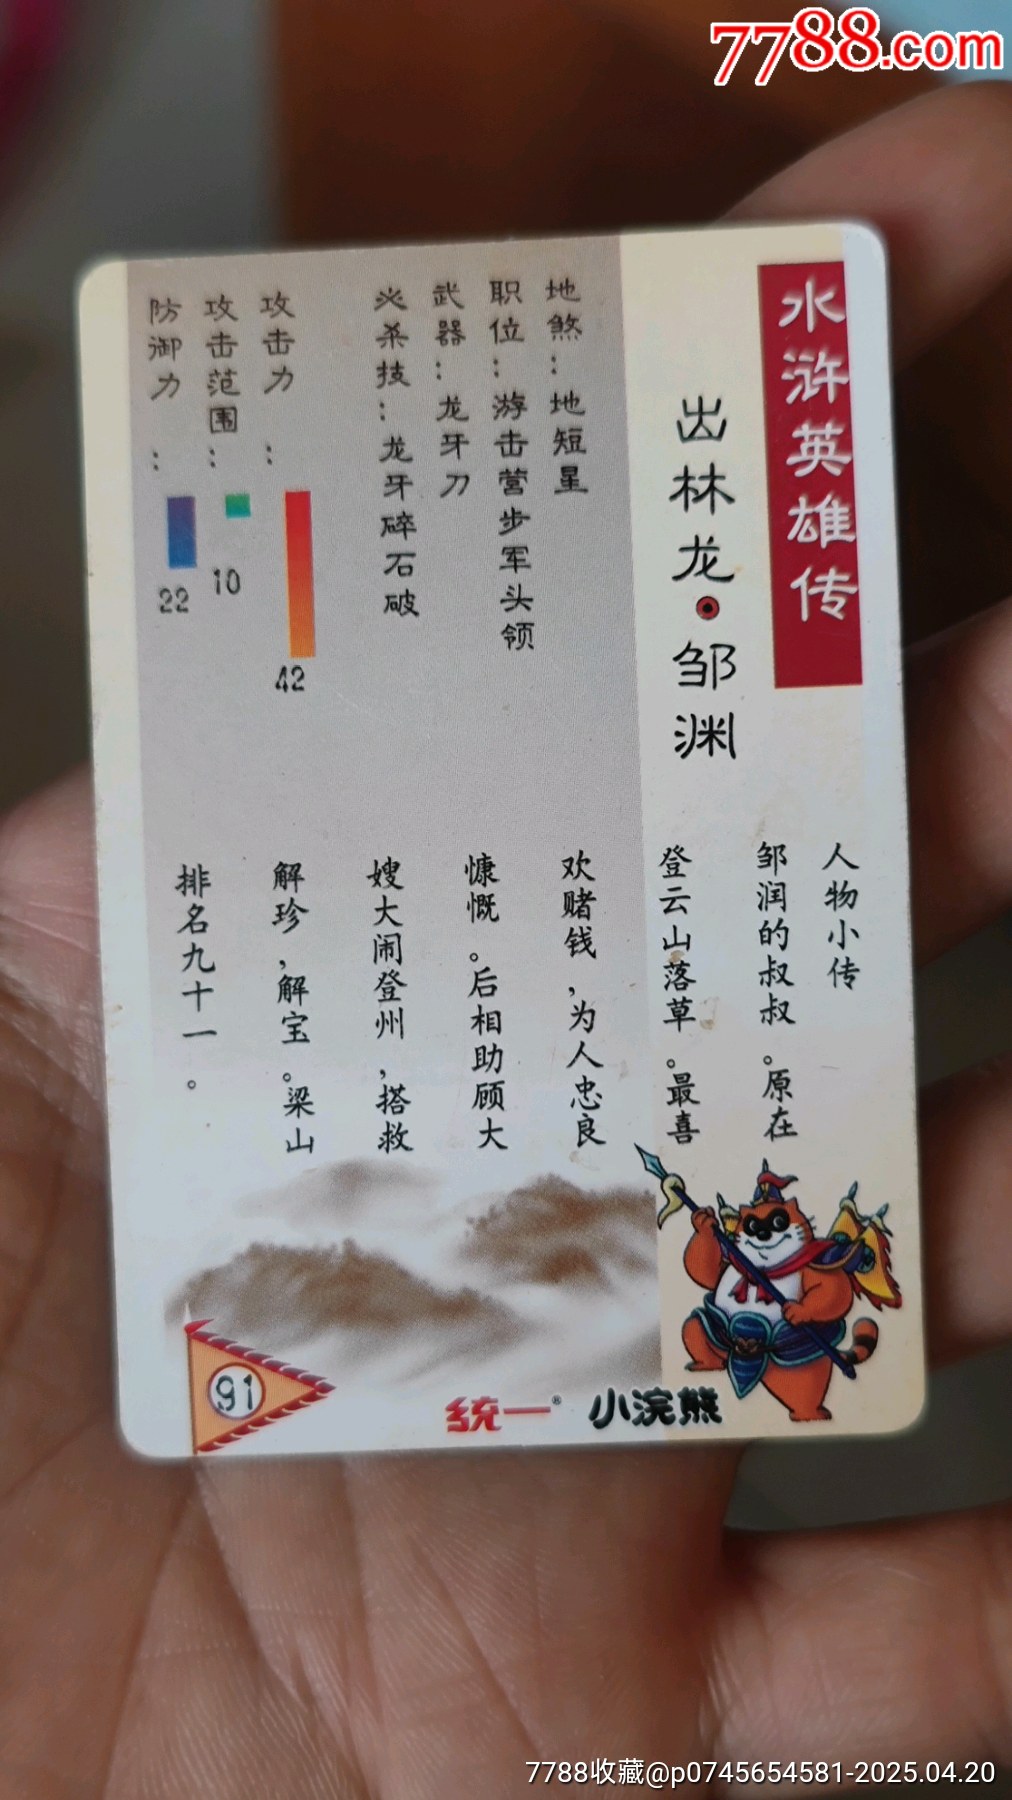 7788.com
水浒英雄传
出林龙·邹渊
地煞:地短星
职位:游击营步军头领
武器:龙牙刀
必杀技:龙牙碎石破
攻击力:42
攻击范围:10
防御力:22
人物小传
邹润的叔叔。原在
登云山落草。最喜
欢赌钱,为人忠良
慷慨。后相助顾大
嫂大闹登州,搭救
解珍,解宝。梁山
排名九十一。
91
统一® 小浣熊
7788收藏@p0745654581-2025.04.20